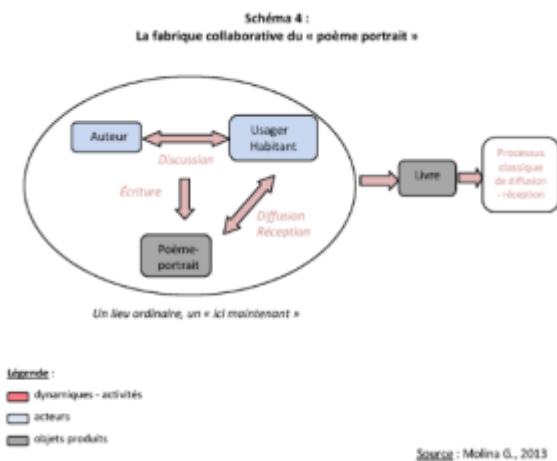 Schéma 4 :
La fabrique collaborative du « poème portrait »
Auteur
Usager
Habitant
Discussion
Écriture
Diffusion
Réception
Poème-
portrait
Livre
Processus
classique
de diffusion
- réception
Un lieu ordinaire, un « ici maintenant »
Légende :
dynamiques - activités
acteurs
objets produits
Source : Molina G., 2013